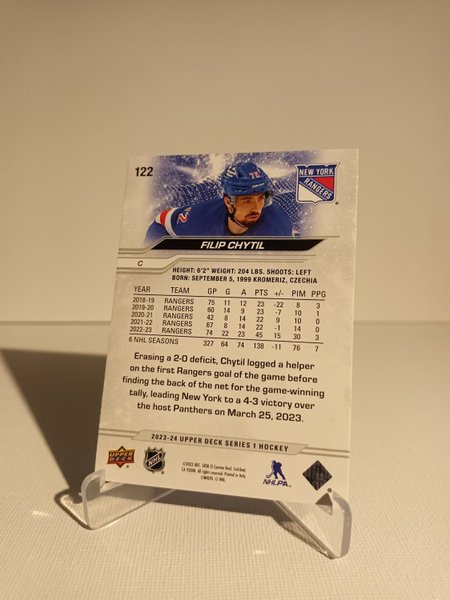 122
NEW YORK
RANGERS
72
FILIP CHYTIL
C
HEIGHT: 6'2" WEIGHT: 204 LBS. SHOOTS: LEFT
BORN: SEPTEMBER 5, 1999 KROMERIZ, CZECHIA
YEAR TEAM GP G A PTS +/- PIM PPG
2018-19 RANGERS 75 11 12 23 -22 8 3
2019-20 RANGERS 60 14 9 23 -7 10 1
2020-21 RANGERS 42 8 14 22 9 10 0
2021-22 RANGERS 67 8 14 22 -1 14 0
2022-23 RANGERS 74 22 23 45 15 30 3
6 NHL SEASONS 327 64 74 138 -11 76 7
Erasing a 2-0 deficit, Chytil logged a helper
on the first Rangers goal of the game before
finding the back of the net for the game-winning
tally, leading New York to a 4-3 victory over
the host Panthers on March 25, 2023.
2023-24 UPPER DECK SERIES 1 HOCKEY
UPPER DECK
NHL
NHLPA